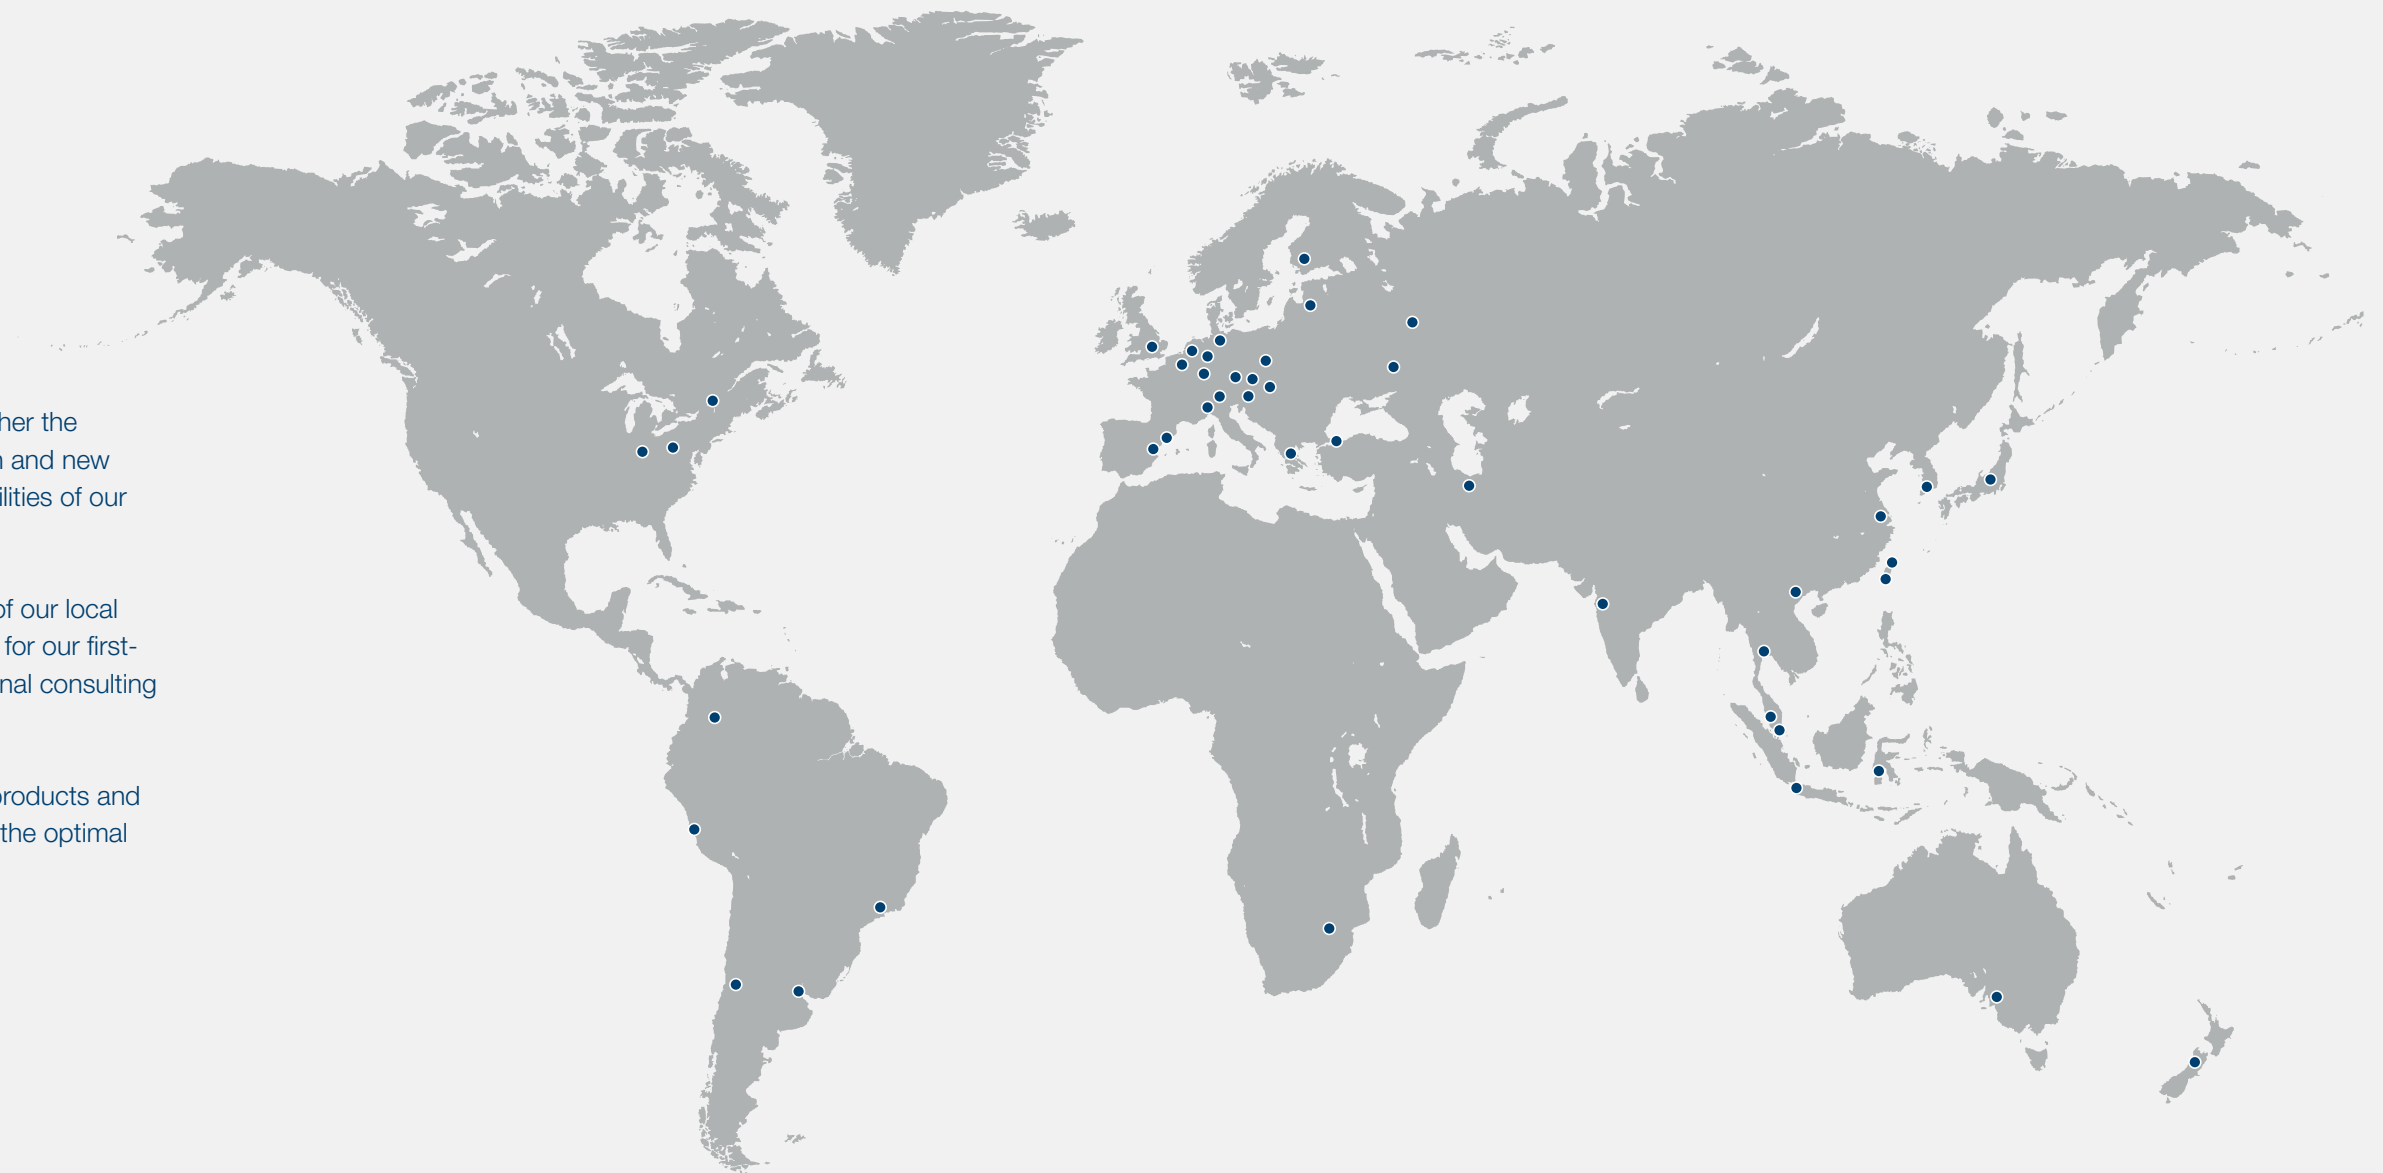 her the
n and new
ilities of our
of our local
for our first-
nal consulting
products and
the optimal